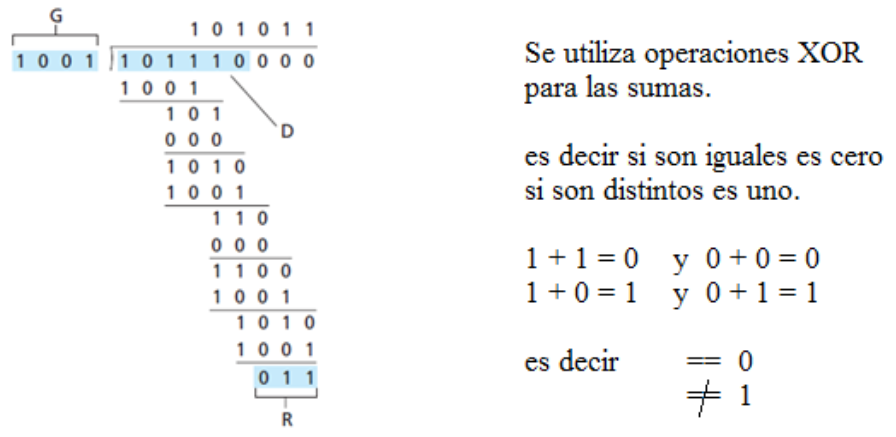 G
1 0 1 0 1 1
1 0 0 1 1 0 1 1 1 0 0 0 0
1 0 0 1
1 0 1
D
0 0 0
1 0 1 0
1 0 0 1
1 1 0
0 0 0
1 1 0 0
1 0 0 1
1 0 1 0
1 0 0 1
0 1 1
R
Se utiliza operaciones XOR
para las sumas.
es decir si son iguales es cero
si son distintos es uno.
1 + 1 = 0 y 0 + 0 = 0
1 + 0 = 1 y 0 + 1 = 1
es decir == 0
≠ 1